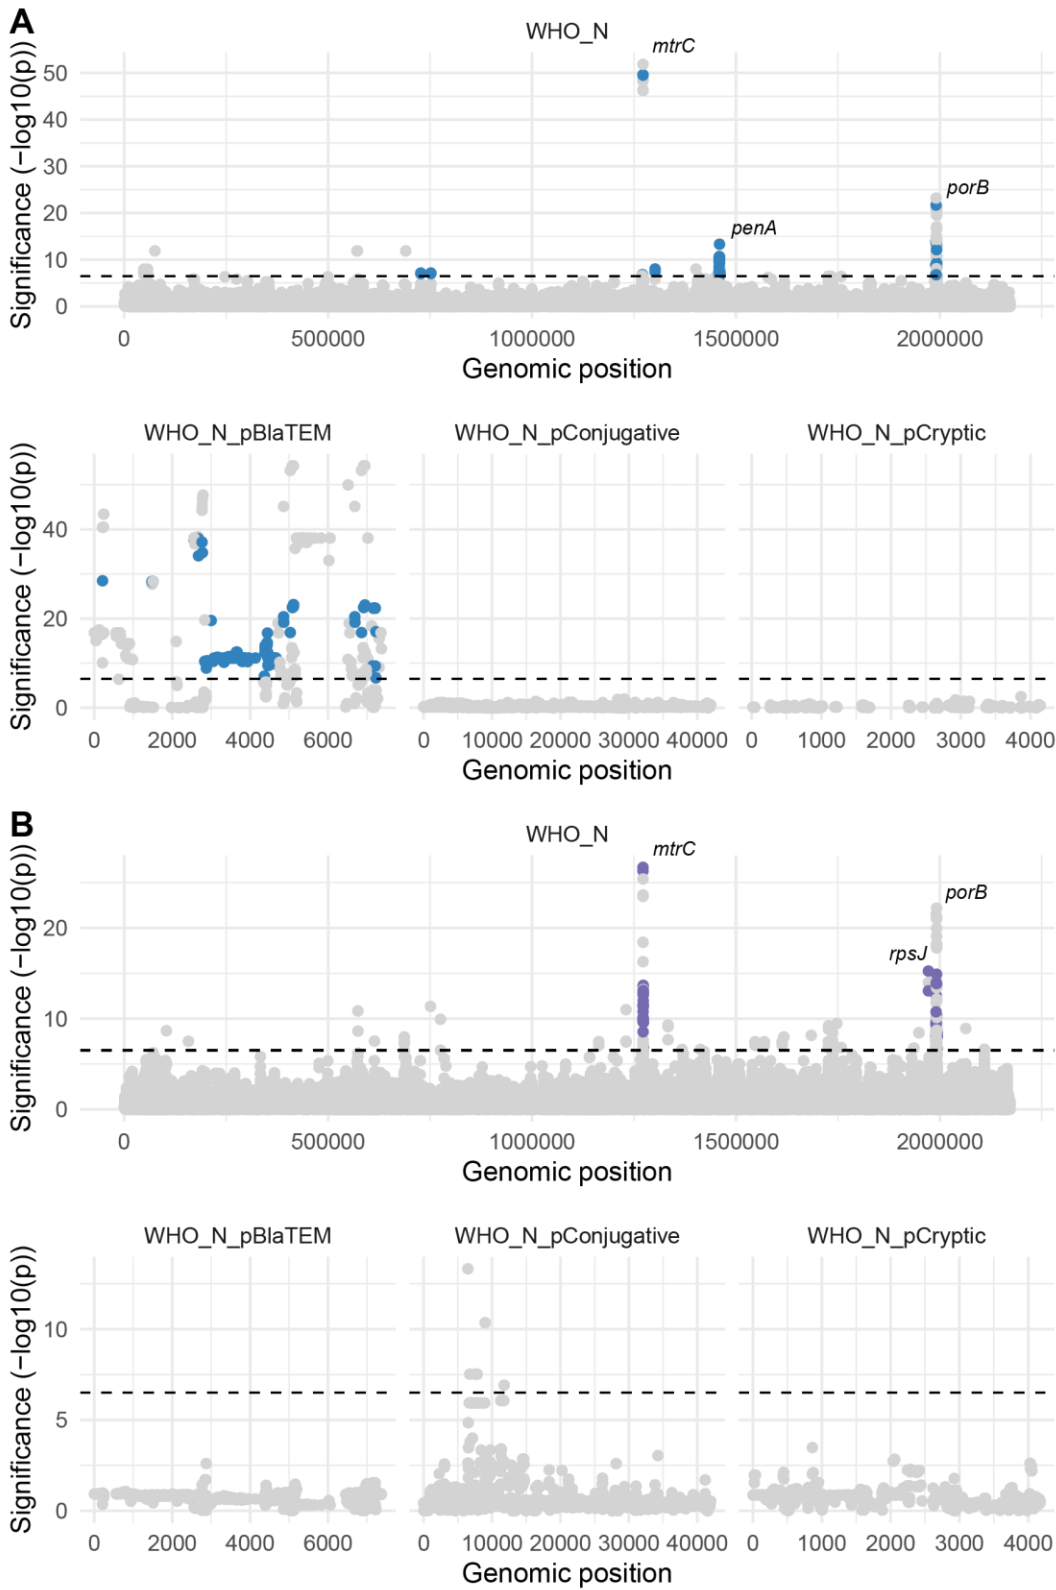 A
WHO_N
mtrC
porB
penA
Significance (−log10(p))
50
40
30
20
10
0
0 500000 1000000 1500000 2000000
Genomic position
WHO_N_pBlaTEM WHO_N_pConjugative WHO_N_pCryptic
Significance (−log10(p))
40
20
0
0 2000 4000 6000 0 10000 20000 30000 40000 0 1000 2000 3000 4000
Genomic position
B
WHO_N
mtrC
porB
rpsJ
Significance (−log10(p))
20
10
0
0 500000 1000000 1500000 2000000
Genomic position
WHO_N_pBlaTEM WHO_N_pConjugative WHO_N_pCryptic
Significance (−log10(p))
10
5
0
0 2000 4000 6000 0 10000 20000 30000 40000 0 1000 2000 3000 4000
Genomic position